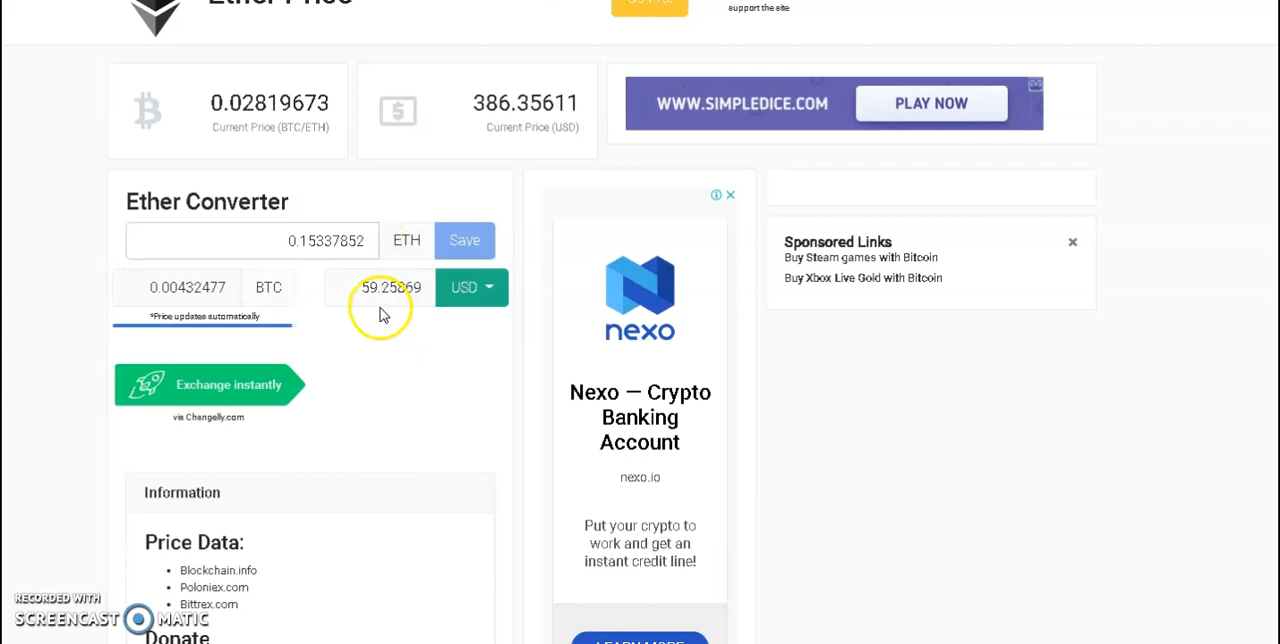 Ether Price
support the site
0.02819673
Current Price (BTC/ETH)
386.35611
Current Price (USD)
WWW.SIMPLEDICE.COM
PLAY NOW
Ether Converter
0.15337852
ETH
Save
0.00432477
BTC
59.25869
USD
*Price updates automatically
Exchange instantly
via Changelly.com
Information
Price Data:
Blockchain.info
Poloniex.com
Bittrex.com
Donate
nexo
Nexo — Crypto
Banking
Account
nexo.io
Put your crypto to
work and get an
instant credit line!
LEARN MORE
Sponsored Links
Buy Steam games with Bitcoin
Buy Xbox Live Gold with Bitcoin
RECORDED WITH
SCREENCAST MATIC